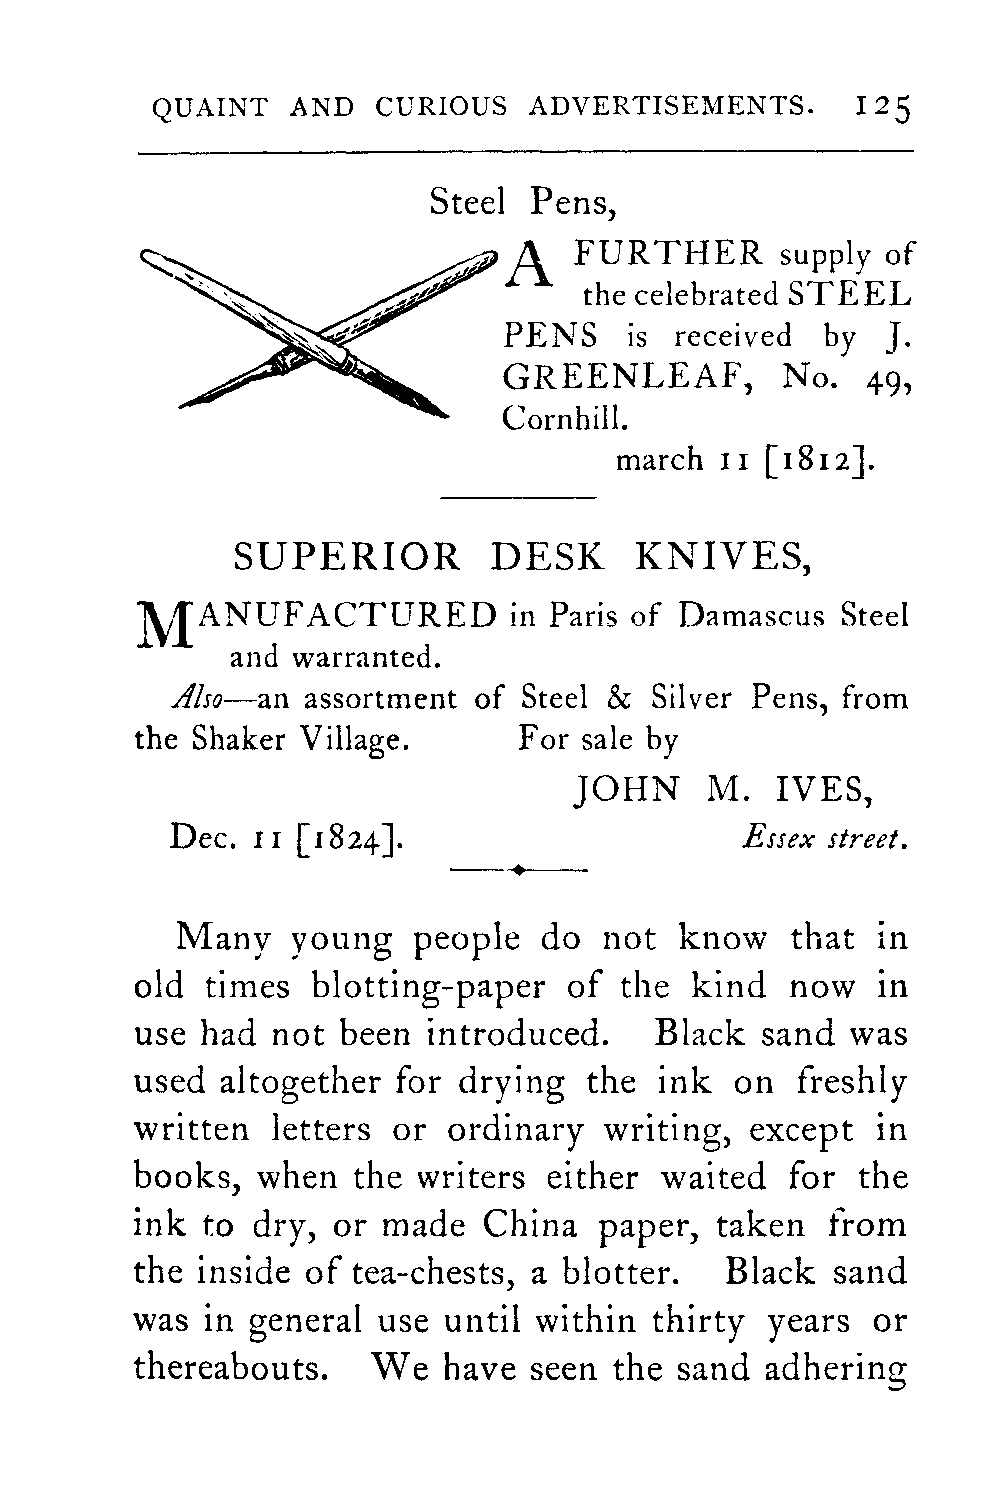 QUAINT AND CURIOUS ADVERTISEMENTS. 125
Steel Pens,
A FURTHER supply of
the celebrated STEEL
PENS is received by J.
GREENLEAF, No. 49,
Cornhill.
march 11 [1812].
SUPERIOR DESK KNIVES,
MANUFACTURED in Paris of Damascus Steel
and warranted.
Also—an assortment of Steel & Silver Pens, from
the Shaker Village. For sale by
JOHN M. IVES,
Dec. 11 [1824]. Essex street.
Many young people do not know that in
old times blotting-paper of the kind now in
use had not been introduced. Black sand was
used altogether for drying the ink on freshly
written letters or ordinary writing, except in
books, when the writers either waited for the
ink to dry, or made China paper, taken from
the inside of tea-chests, a blotter. Black sand
was in general use until within thirty years or
thereabouts. We have seen the sand adhering